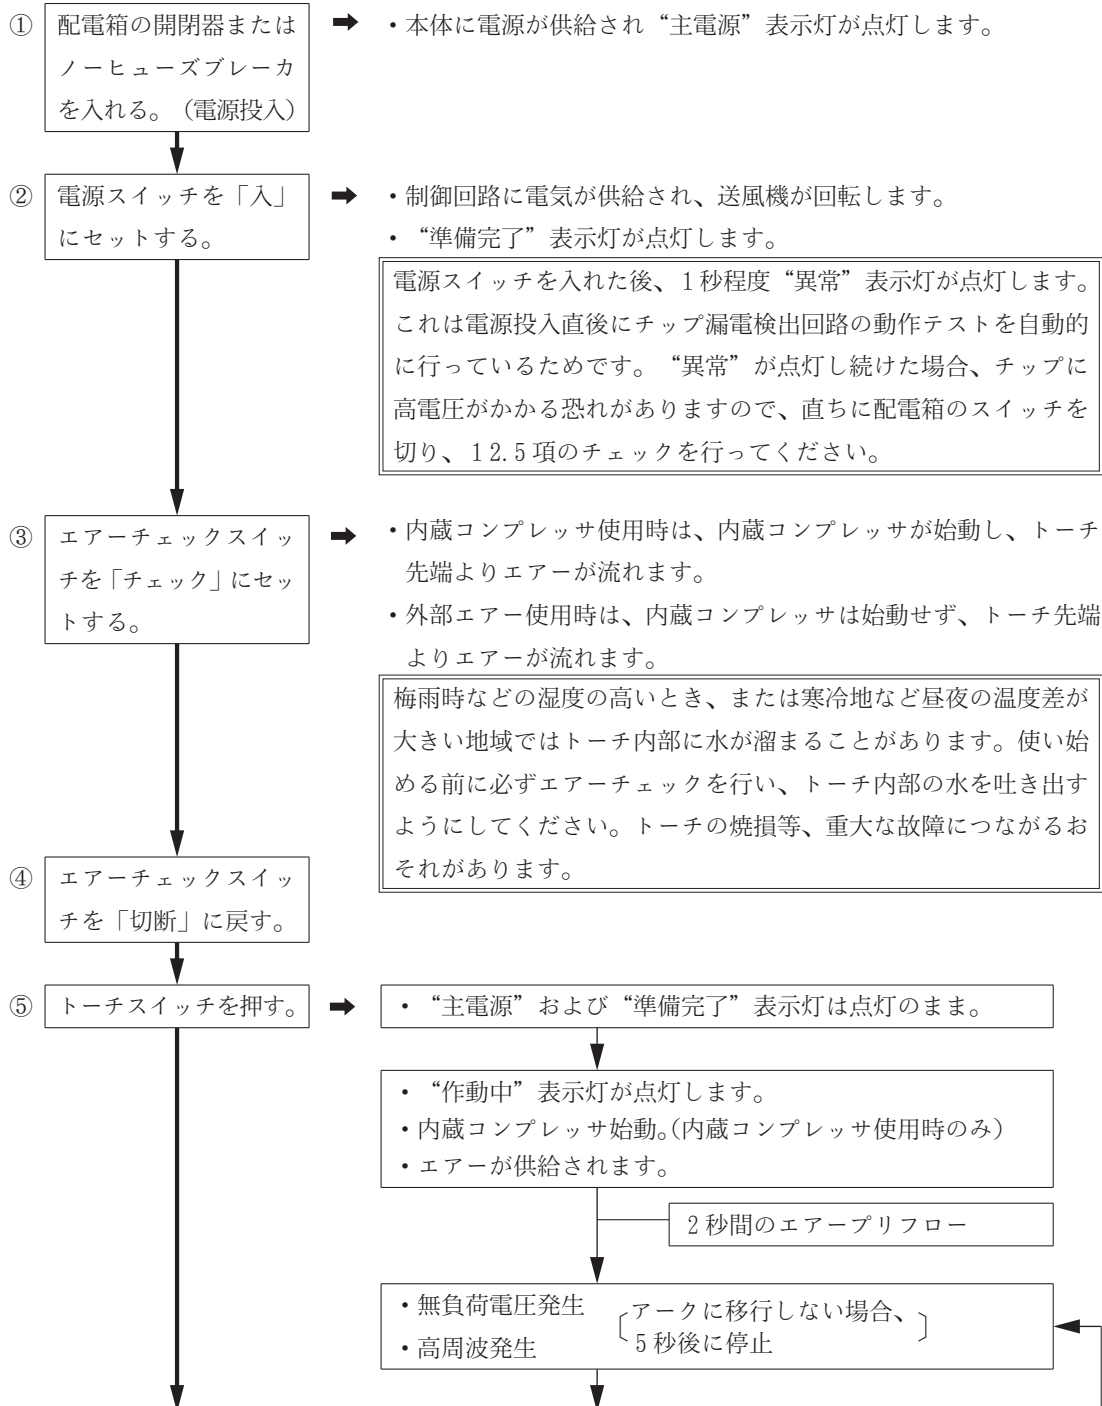 ① 配電箱の開閉器または
ノーヒューズブレーカ
を入れる。（電源投入）
➡ ・本体に電源が供給され“主電源”表示灯が点灯します。
② 電源スイッチを「入」
にセットする。
➡ ・制御回路に電気が供給され、送風機が回転します。
・“準備完了”表示灯が点灯します。
電源スイッチを入れた後、1秒程度“異常”表示灯が点灯します。
これは電源投入直後にチップ漏電検出回路の動作テストを自動的
に行っているためです。“異常”が点灯し続けた場合、チップに
高電圧がかかる恐れがありますので、直ちに配電箱のスイッチを
切り、12.5項のチェックを行ってください。
③ エアーチェックスイッ
チを「チェック」にセッ
トする。
➡ ・内蔵コンプレッサ使用時は、内蔵コンプレッサが始動し、トーチ
先端よりエアーが流れます。
・外部エアー使用時は、内蔵コンプレッサは始動せず、トーチ先端
よりエアーが流れます。
梅雨時などの湿度の高いとき、または寒冷地など昼夜の温度差が
大きい地域ではトーチ内部に水が溜まることがあります。使い始
める前に必ずエアーチェックを行い、トーチ内部の水を吐き出す
ようにしてください。トーチの焼損等、重大な故障につながるお
それがあります。
④ エアーチェックスイッ
チを「切断」に戻す。
⑤ トーチスイッチを押す。
➡ ・“主電源”および“準備完了”表示灯は点灯のまま。
・“作動中”表示灯が点灯します。
・内蔵コンプレッサ始動。（内蔵コンプレッサ使用時のみ）
・エアーが供給されます。
2秒間のエアープリフロー
・無負荷電圧発生
・高周波発生
〔アークに移行しない場合、
5秒後に停止〕